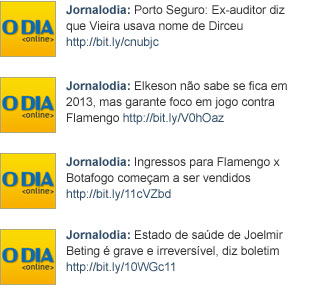 O DIA
<online>
Jornalodia: Porto Seguro: Ex-auditor diz
que Vieira usava nome de Dirceu
http://bit.ly/cnubjc
O DIA
<online>
Jornalodia: Elkeson não sabe se fica em
2013, mas garante foco em jogo contra
Flamengo http://bit.ly/V0hOaz
O DIA
<online>
Jornalodia: Ingressos para Flamengo x
Botafogo começam a ser vendidos
http://bit.ly/11cVZbd
O DIA
<online>
Jornalodia: Estado de saúde de Joelmir
Beting é grave e irreversível, diz boletim
http://bit.ly/10WGc11